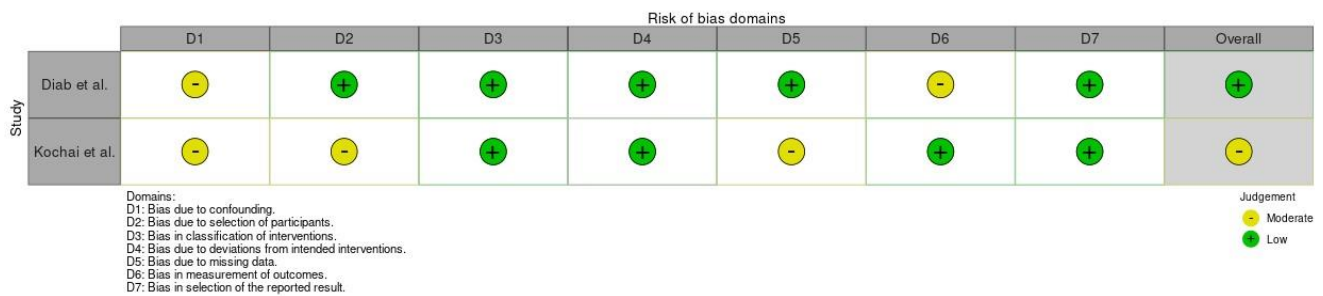 Risk of bias domains
D1 D2 D3 D4 D5 D6 D7 Overall
Study
Diab et al. - + + + + - + +
Kochai et al. - - + + - + + -
Domains:
D1: Bias due to confounding.
D2: Bias due to selection of participants.
D3: Bias in classification of interventions.
D4: Bias due to deviations from intended interventions.
D5: Bias due to missing data.
D6: Bias in measurement of outcomes.
D7: Bias in selection of the reported result.
Judgement
- Moderate
+ Low